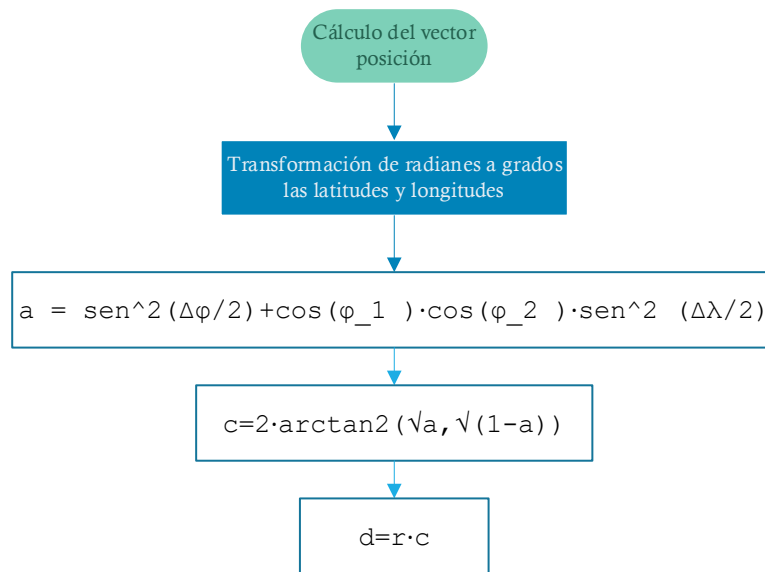 Cálculo del vector
posición
Transformación de radianes a grados
las latitudes y longitudes
a = sen^2(Δφ/2)+cos(φ_1 )·cos(φ_2 )·sen^2 (Δλ/2)
c=2·arctan2(√a,√(1-a))
d=r·c